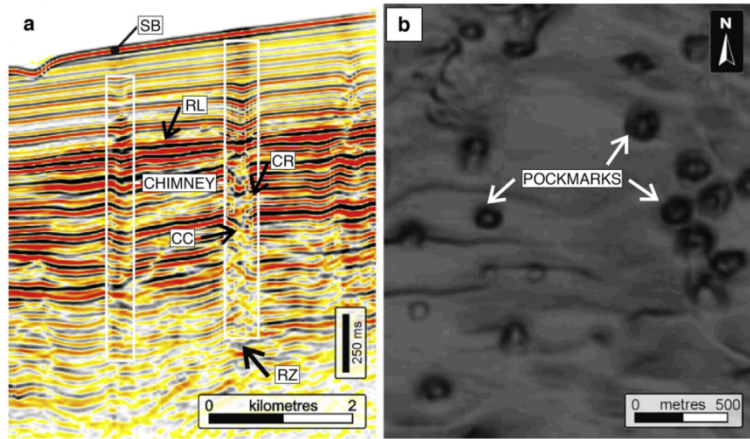 a
SB
RL
CHIMNEY
CR
CC
RZ
250 ms
0 kilometres 2
b
N
POCKMARKS
0 metres 500